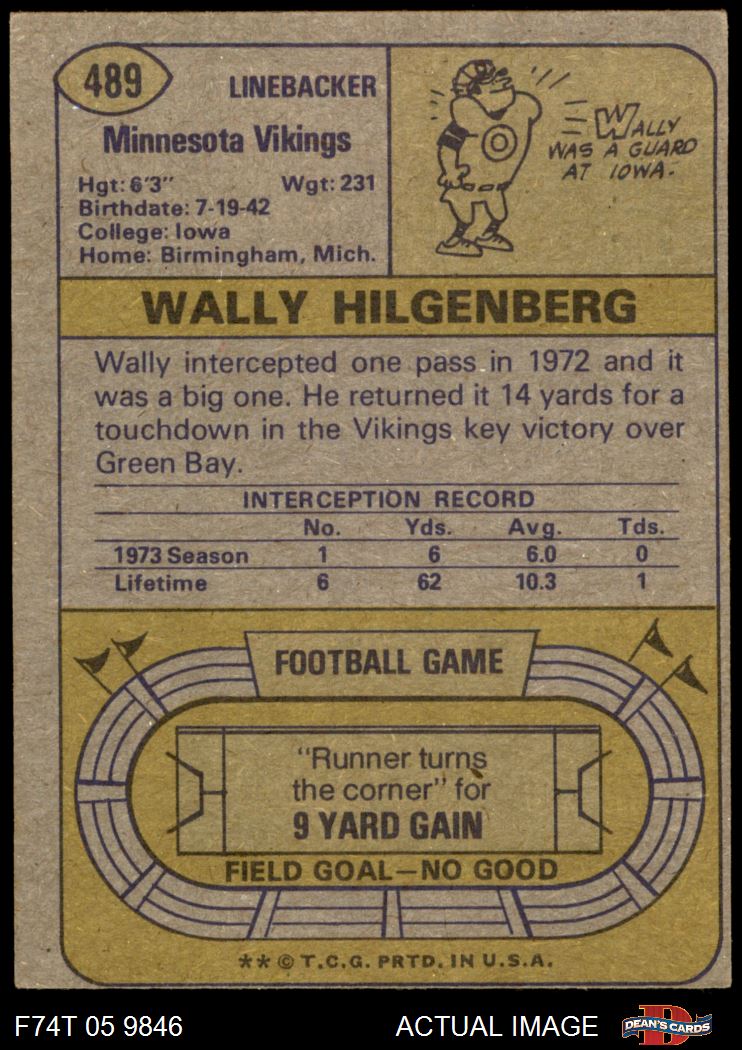 489
LINEBACKER
Minnesota Vikings
Hgt: 6'3" Wgt: 231
Birthdate: 7-19-42
College: Iowa
Home: Birmingham, Mich.
WALLY
WAS A GUARD
AT IOWA.
WALLY HILGENBERG
Wally intercepted one pass in 1972 and it
was a big one. He returned it 14 yards for a
touchdown in the Vikings key victory over
Green Bay.
INTERCEPTION RECORD
No. Yds. Avg. Tds.
1973 Season 1 6 6.0 0
Lifetime 6 62 10.3 1
FOOTBALL GAME
"Runner turns
the corner" for
9 YARD GAIN
FIELD GOAL—NO GOOD
** © T.C.G. PRTD. IN U.S.A.
F74T 05 9846 ACTUAL IMAGE
D
DEAN'S CARDS